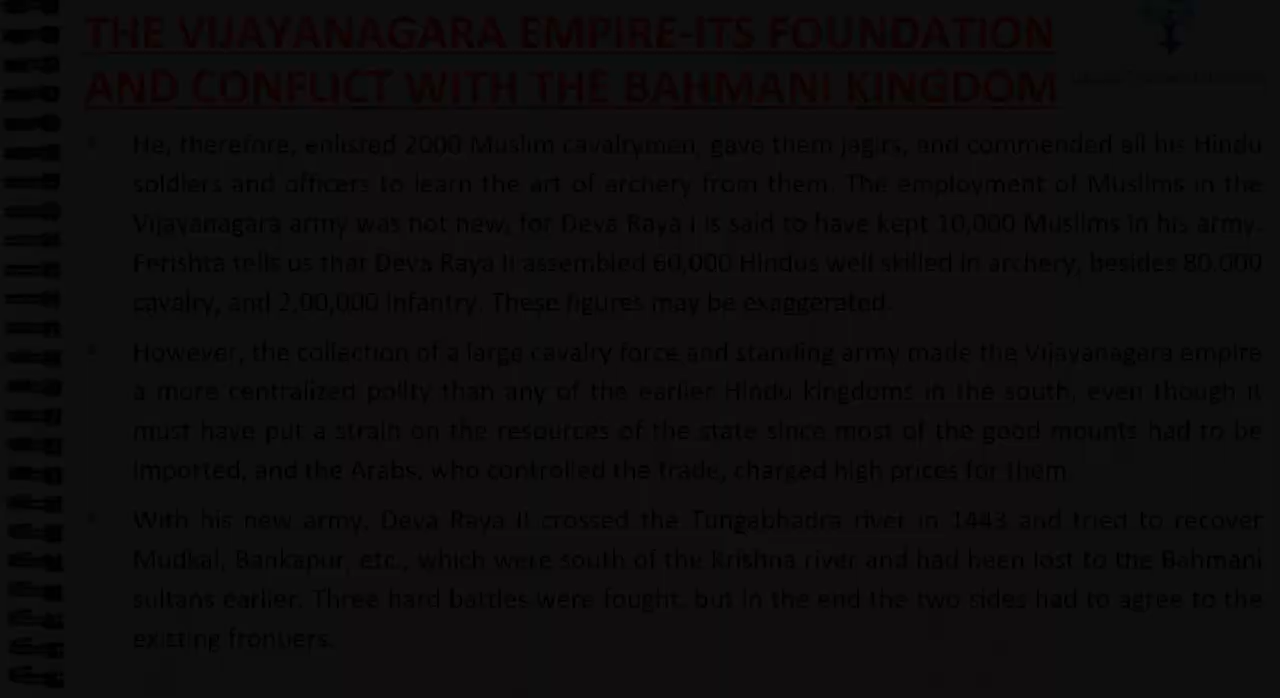 THE VIJAYANAGARA EMPIRE-ITS FOUNDATION
AND CONFLICT WITH THE BAHMANI KINGDOM
• He, therefore, enlisted 2000 Muslim cavalrymen, gave them jagirs, and commended all his Hindu
soldiers and officers to learn the art of archery from them. The employment of Muslims in the
Vijayanagara army was not new, for Deva Raya I is said to have kept 10,000 Muslims in his army.
Ferishta tells us that Deva Raya II assembled 60,000 Hindus well skilled in archery, besides 80,000
cavalry, and 2,00,000 infantry. These figures may be exaggerated.
• However, the collection of a large cavalry force and standing army made the Vijayanagara empire
a more centralized polity than any of the earlier Hindu kingdoms in the south, even though it
must have put a strain on the resources of the state since most of the good mounts had to be
imported, and the Arabs, who controlled the trade, charged high prices for them.
• With his new army, Deva Raya II crossed the Tungabhadra river in 1443 and tried to recover
Mudkal, Bankapur, etc., which were south of the Krishna river and had been lost to the Bahmani
sultans earlier. Three hard battles were fought, but in the end the two sides had to agree to the
existing frontiers.